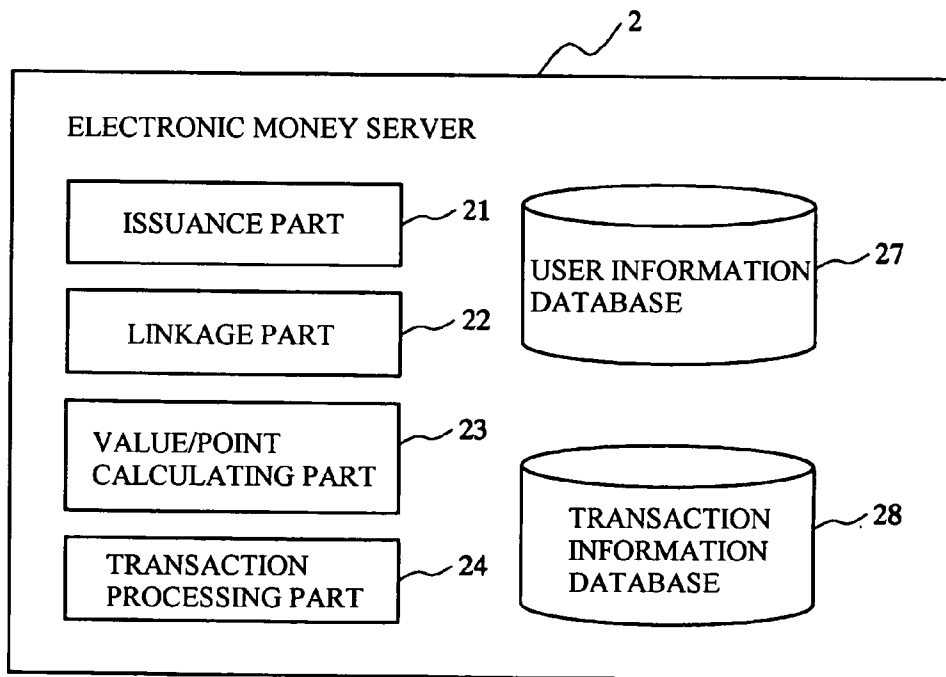 2
ELECTRONIC MONEY SERVER
ISSUANCE PART
21
LINKAGE PART
22
VALUE/POINT
CALCULATING PART
23
TRANSACTION
PROCESSING PART
24
USER INFORMATION
DATABASE
27
TRANSACTION
INFORMATION
DATABASE
28